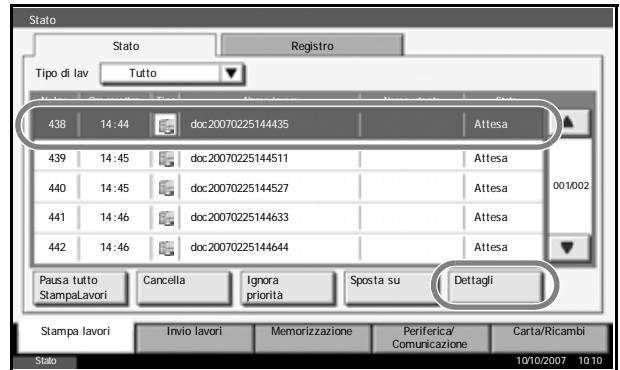 Stato
Stato Registro
Tipo di lav Tutto
438 14:44 doc20070225144435 Attesa
439 14:45 doc20070225144511 Attesa
440 14:45 doc20070225144527 Attesa
001/002
441 14:46 doc20070225144633 Attesa
442 14:46 doc20070225144644 Attesa
Pausa tutto
StampaLavori
Cancella
Ignora
priorità
Sposta su
Dettagli
Stampa lavori
Invio lavori
Memorizzazione
Periferica/
Comunicazione
Carta/Ricambi
Stato 10/10/2007 10:10